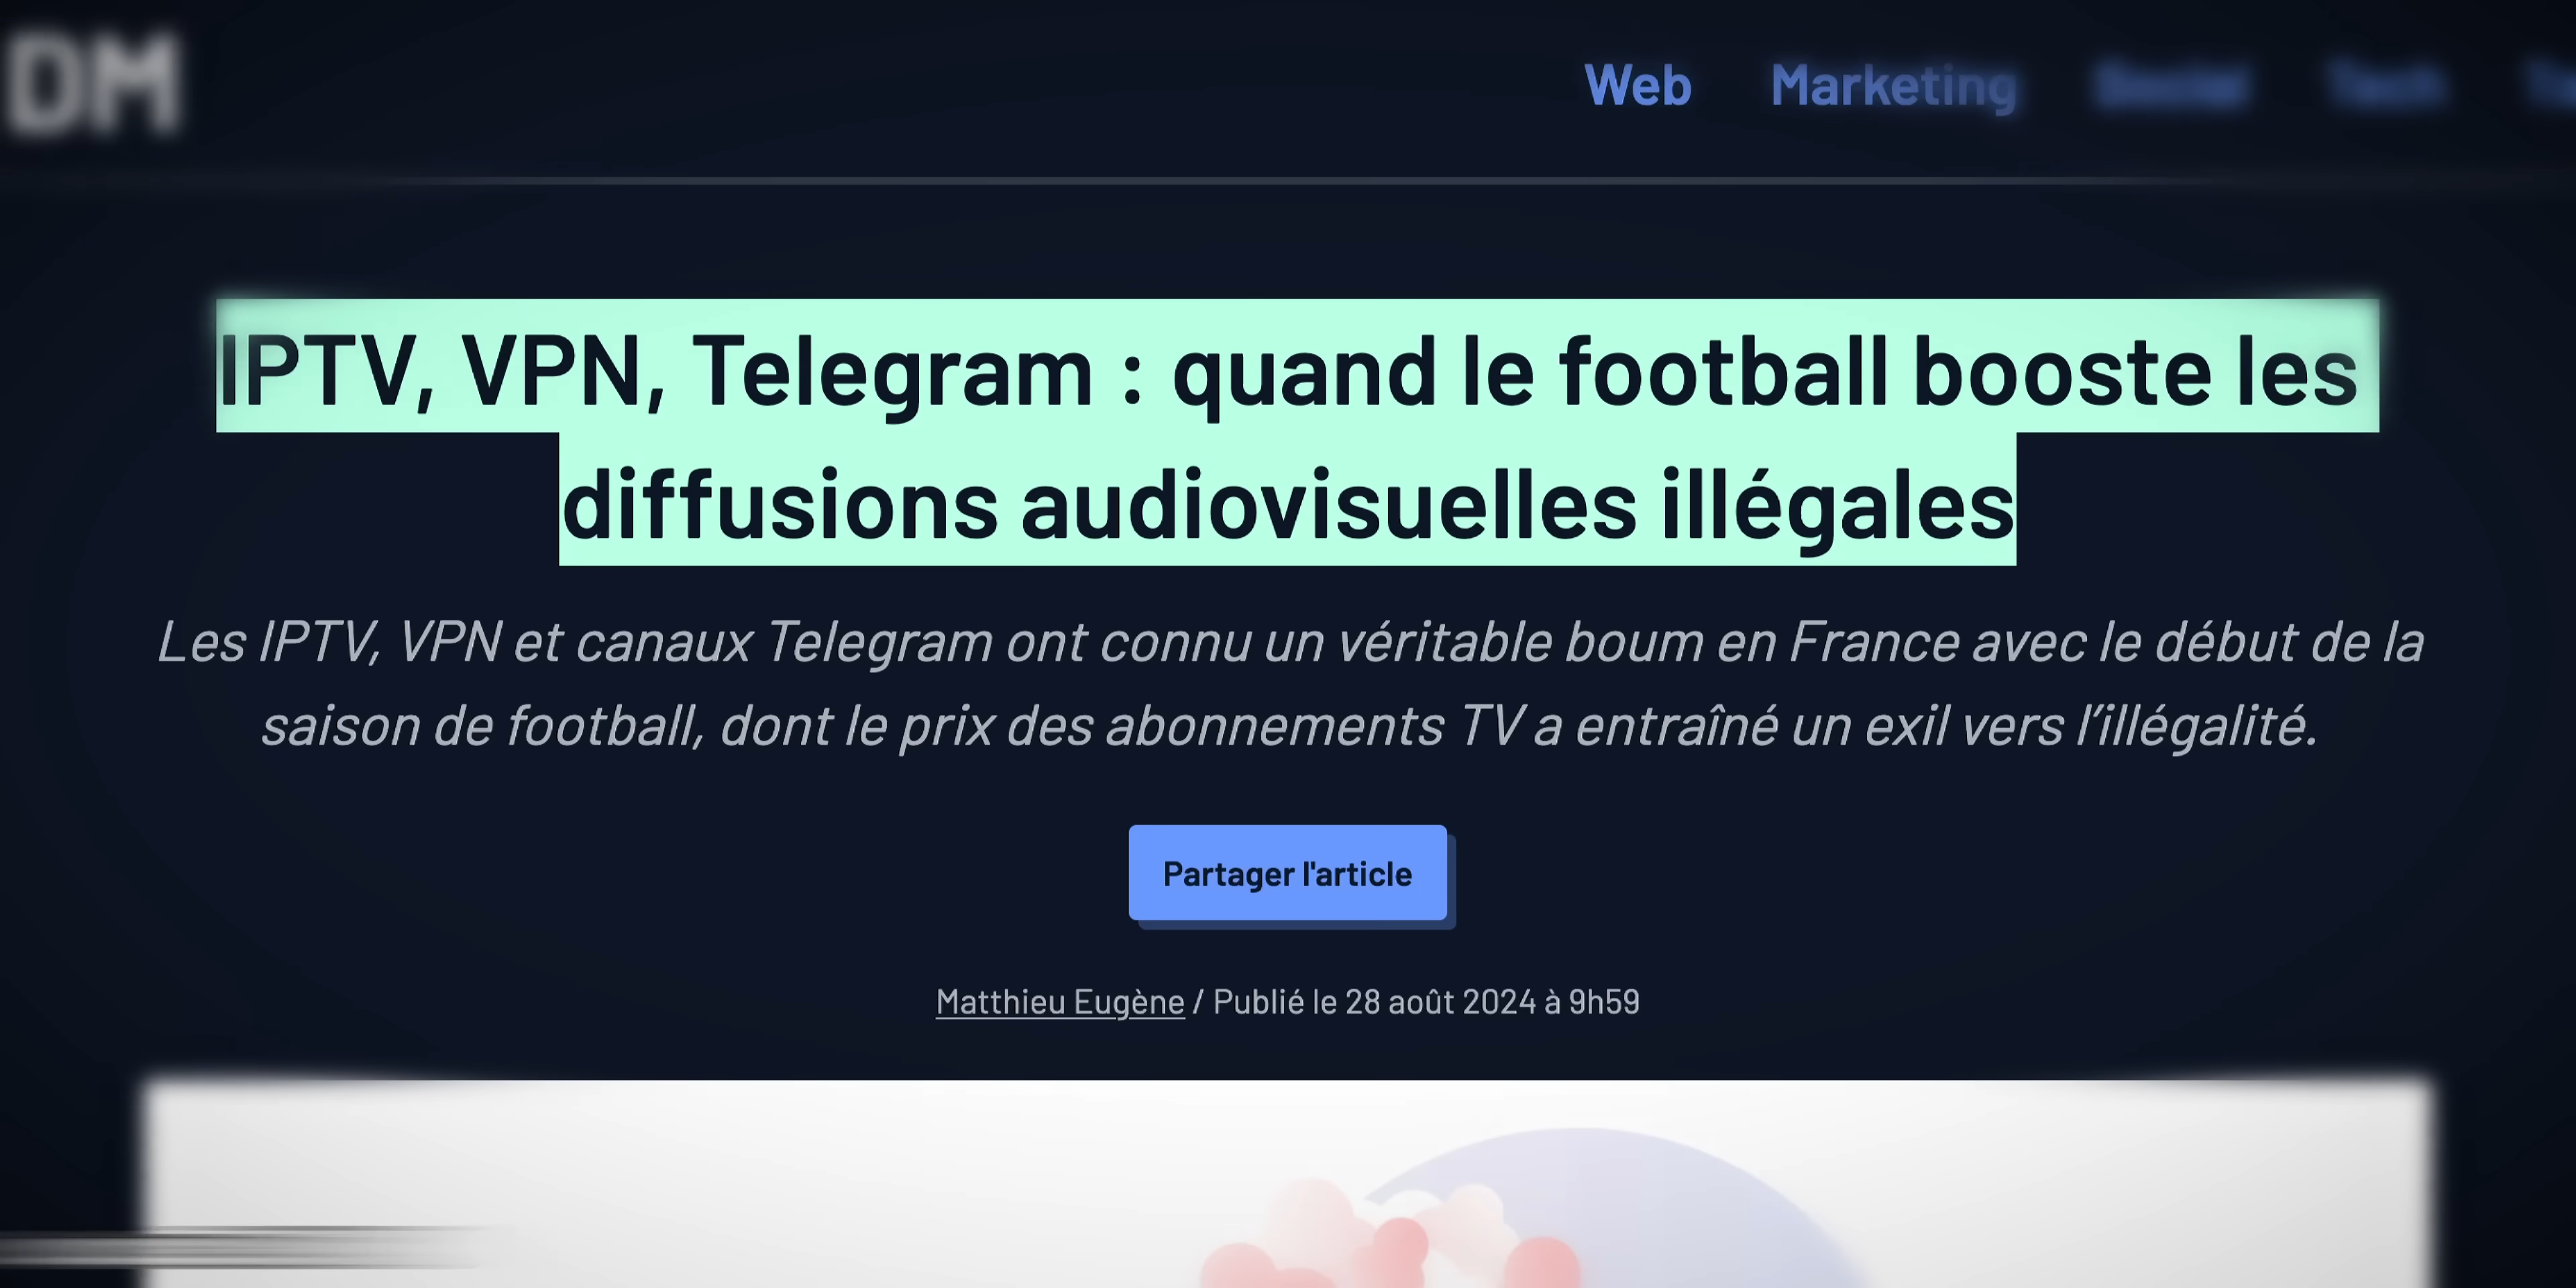 DM
Web Marketing Social Tech
IPTV, VPN, Telegram : quand le football booste les
diffusions audiovisuelles illégales
Les IPTV, VPN et canaux Telegram ont connu un véritable boum en France avec le début de la
saison de football, dont le prix des abonnements TV a entraîné un exil vers l’illégalité.
Partager l'article
Matthieu Eugène / Publié le 28 août 2024 à 9h59